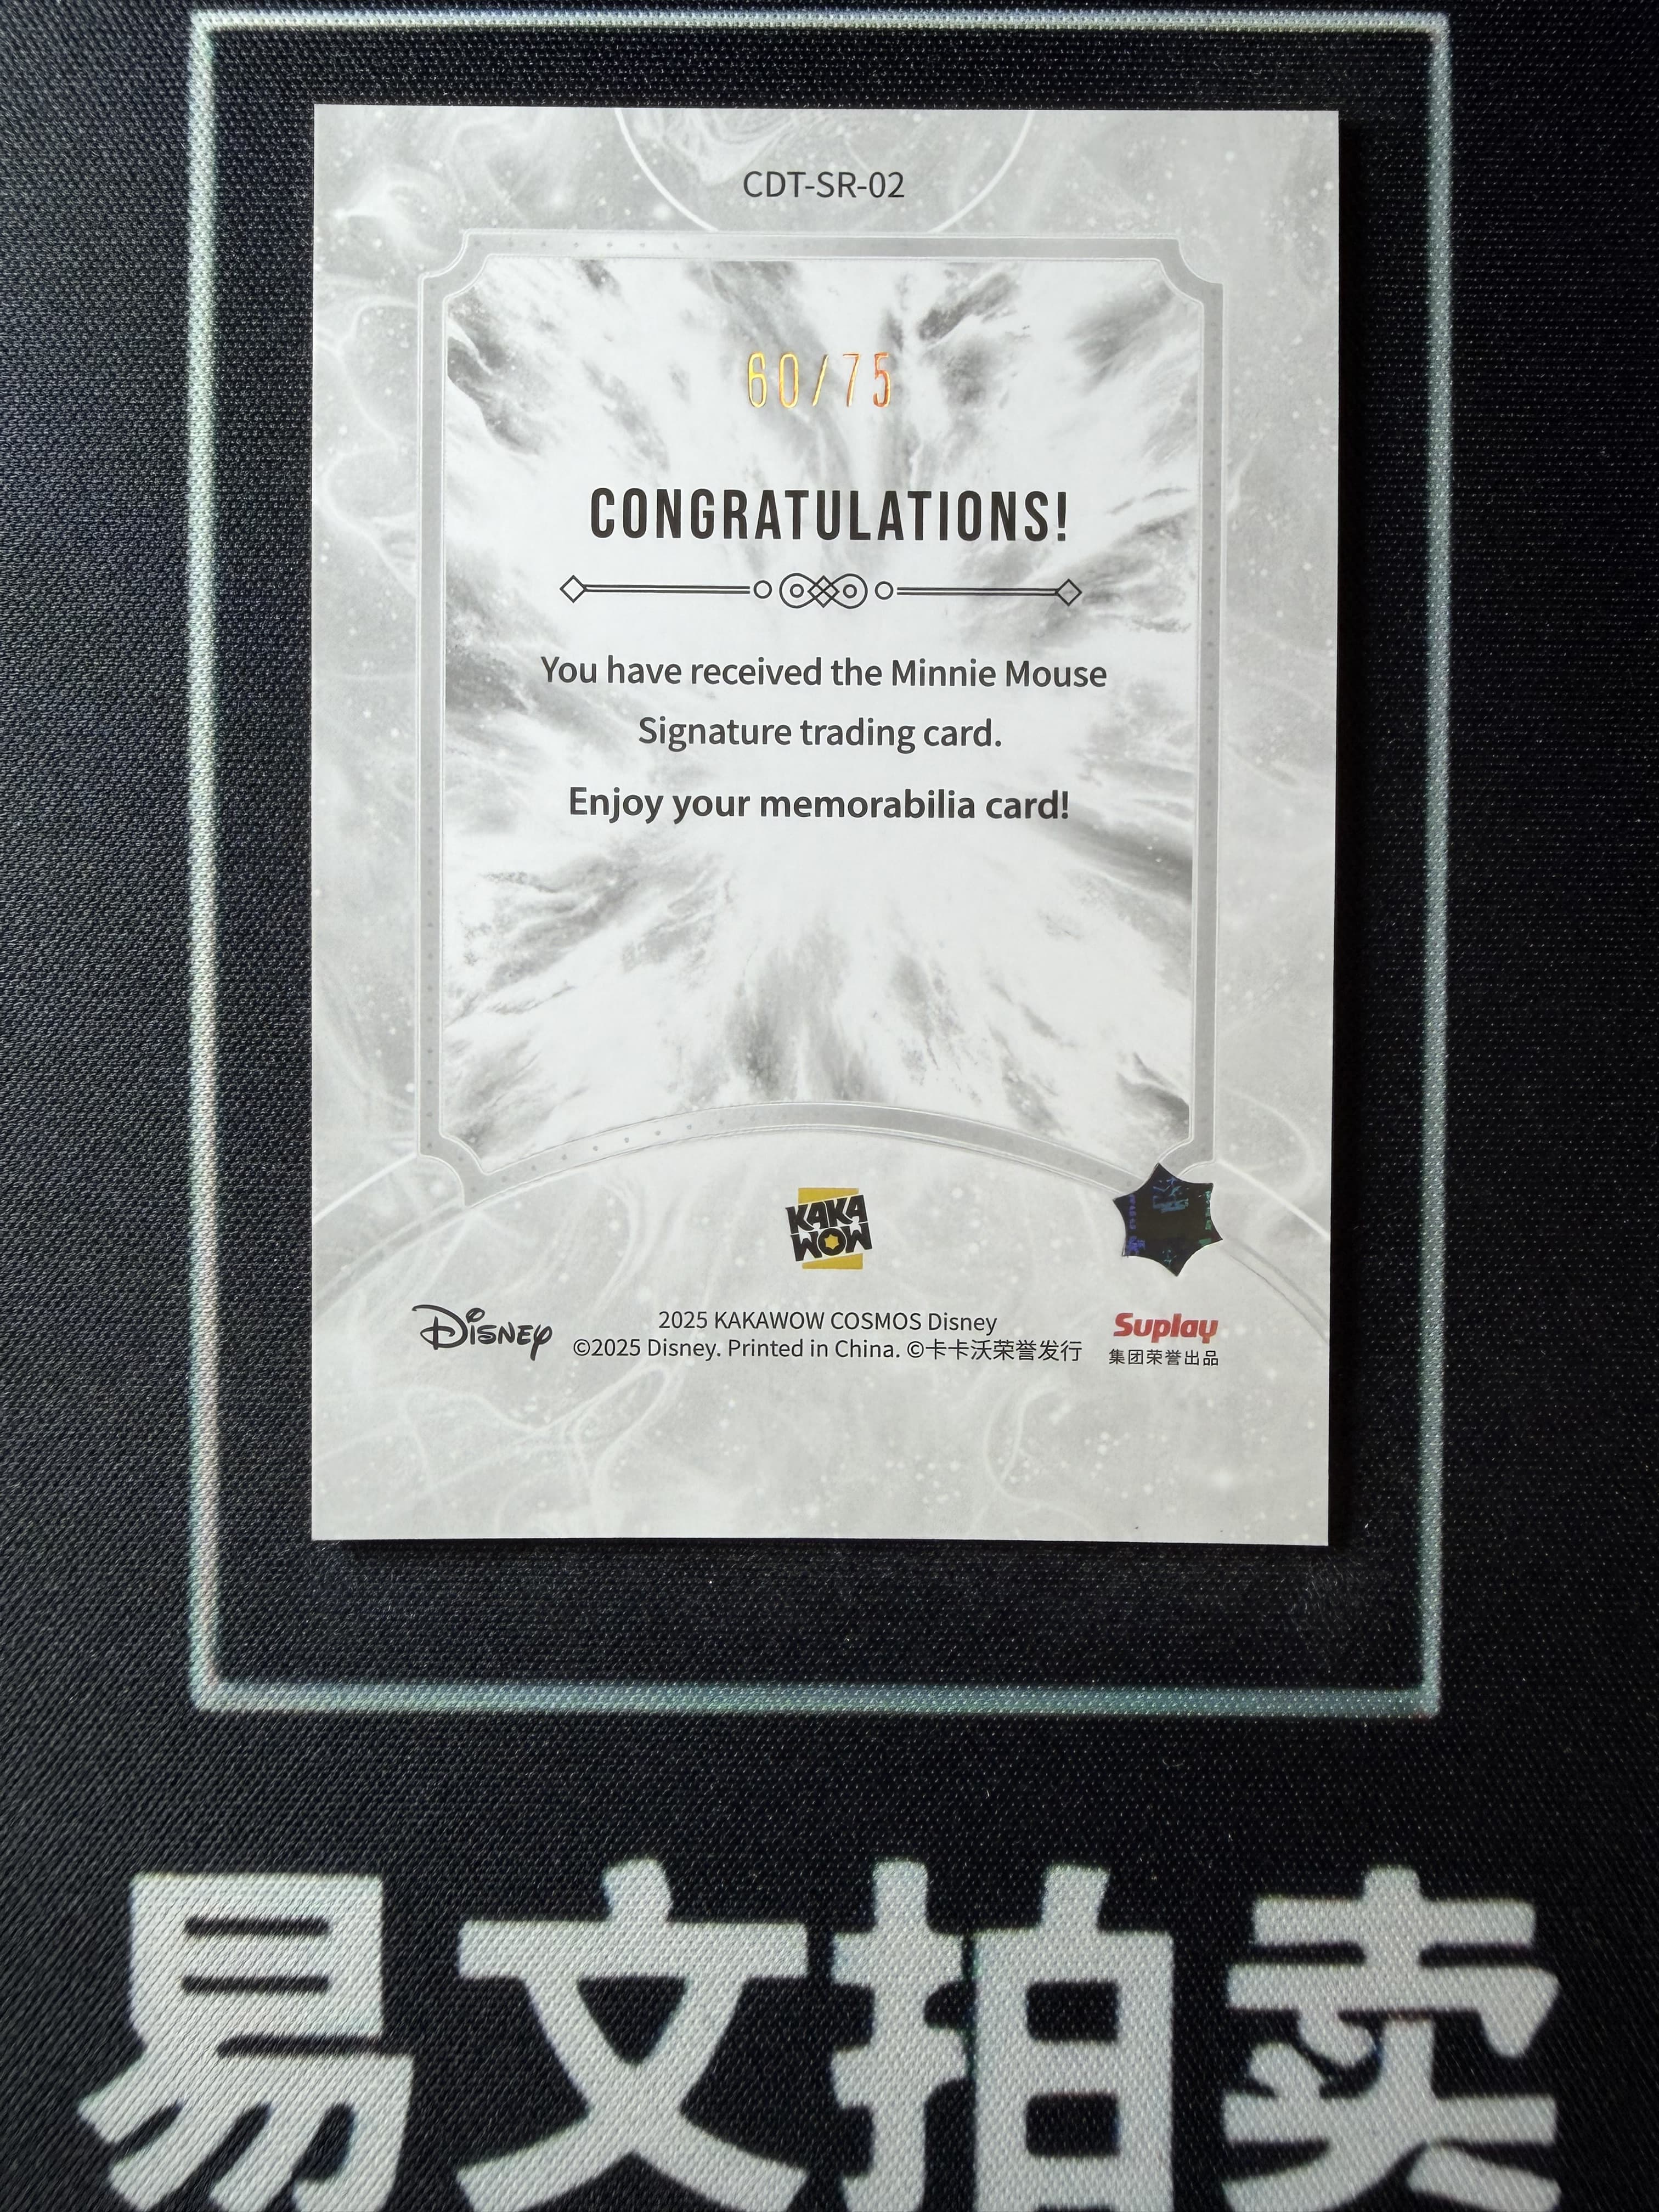 CDT-SR-02
60/75
CONGRATULATIONS!
You have received the Minnie Mouse
Signature trading card.
Enjoy your memorabilia card!
KAKA
WOW
Disney
2025 KAKAWOW COSMOS Disney
©2025 Disney. Printed in China. ©卡卡沃荣誉发行
Suplay
集团荣誉出品
易文拍卖